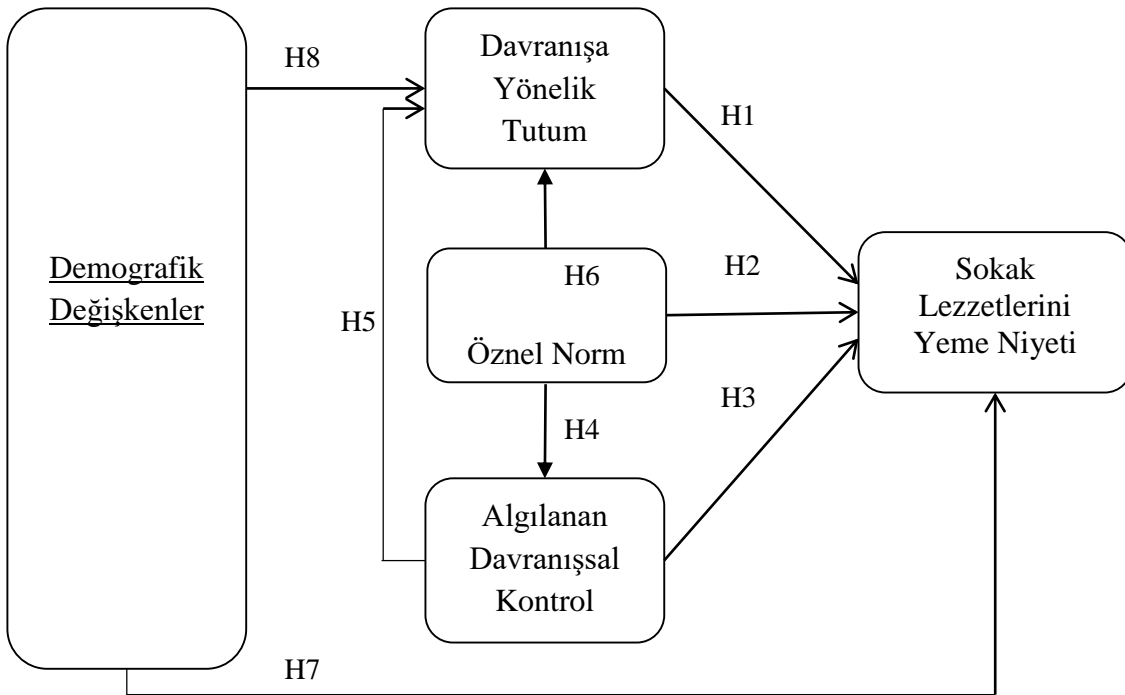 Demografik
Değişkenler
H8
Davranışa
Yönelik
Tutum
H1
H5
H6
Öznel Norm
H2
H4
H3
Algılanan
Davranışsal
Kontrol
Sokak
Lezzetlerini
Yeme Niyeti
H7